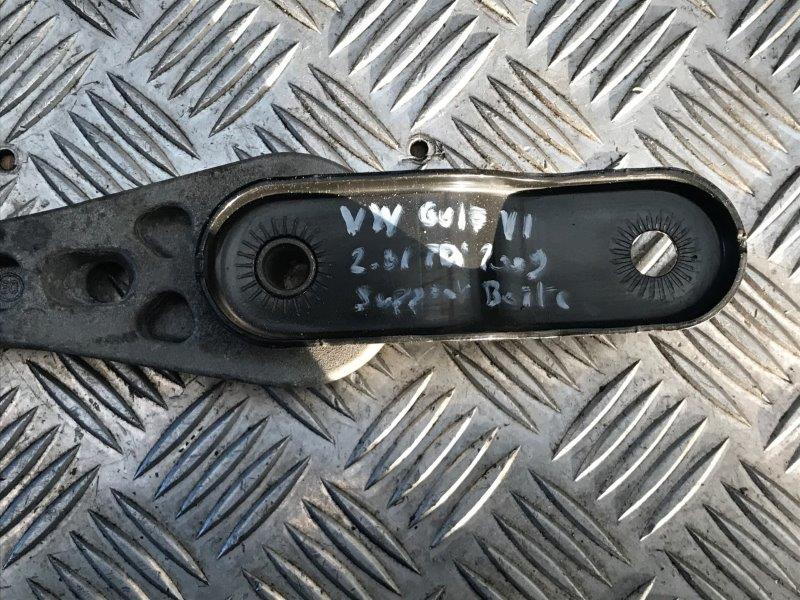 VW Golf VI
2.0l TDI 2009
Support Boite